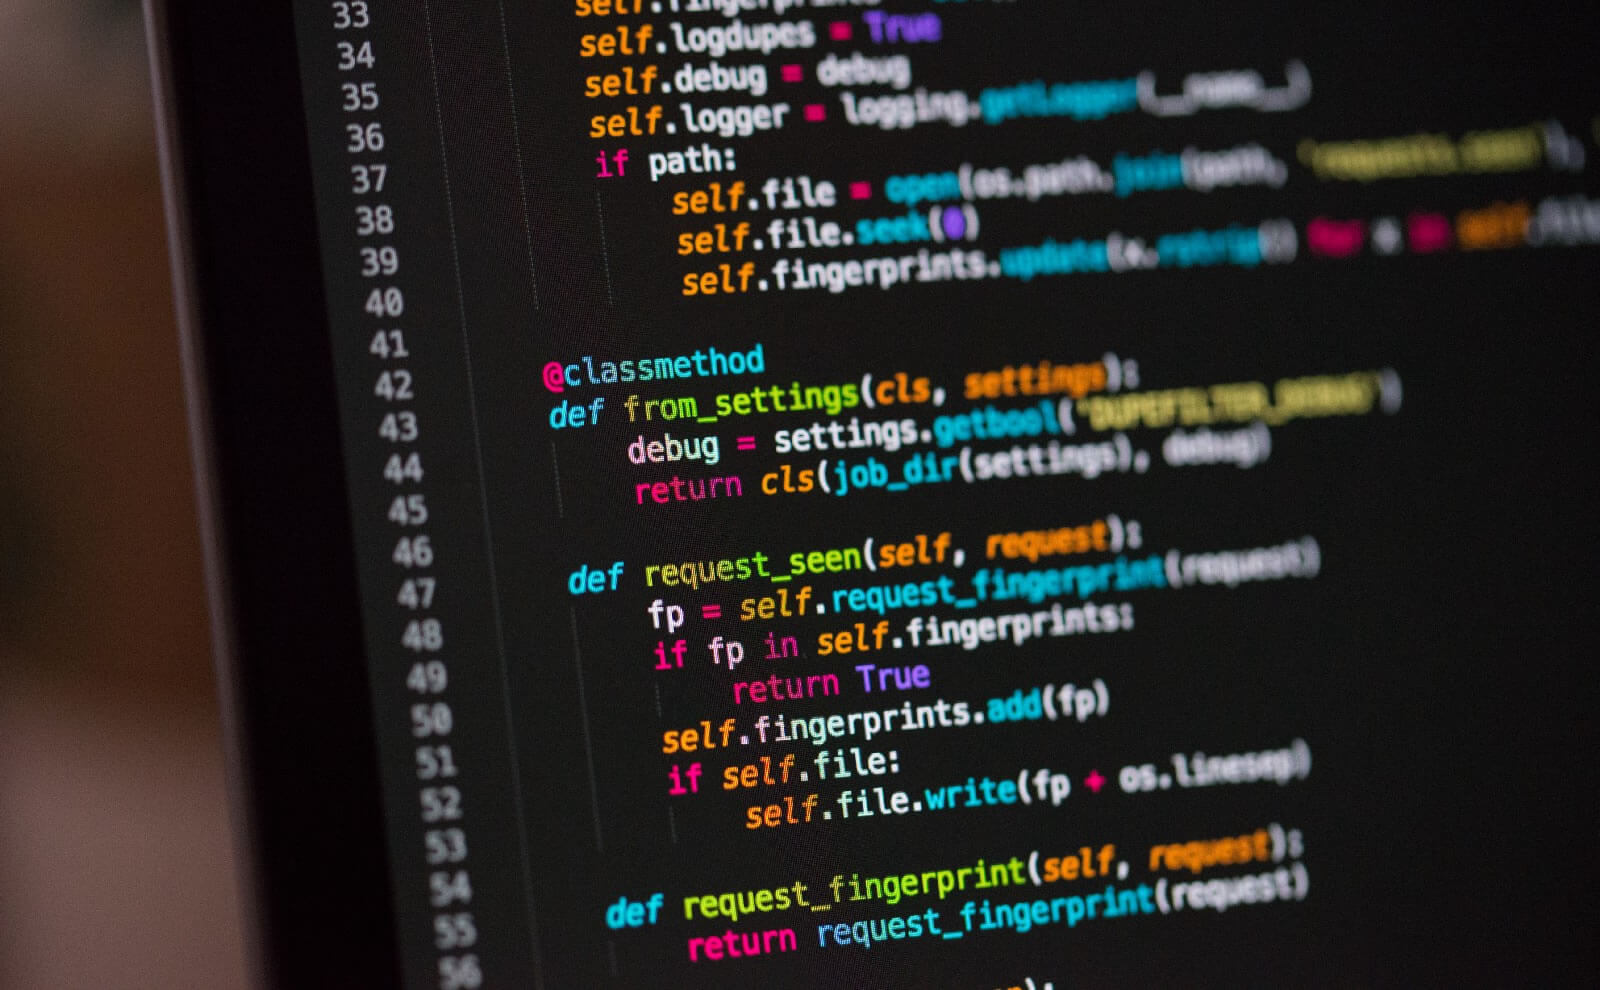 33 self.fingerprints
34 self.logdupes = True
35 self.debug = debug
36 self.logger = logging.getLogger(__name__)
37 if path:
38 self.file = open(os.path.join(path, 'requests.seen'),
39 self.file.seek(0)
40 self.fingerprints.update(x.rstrip() for x in self.file
41
42 @classmethod
43 def from_settings(cls, settings):
44 debug = settings.getbool('DUPEFILTER_DEBUG')
45 return cls(job_dir(settings), debug)
46
47 def request_seen(self, request):
48 fp = self.request_fingerprint(request)
49 if fp in self.fingerprints:
50 return True
51 self.fingerprints.add(fp)
52 if self.file:
53 self.file.write(fp + os.linesep)
54
55 def request_fingerprint(self, request):
56 return request_fingerprint(request)